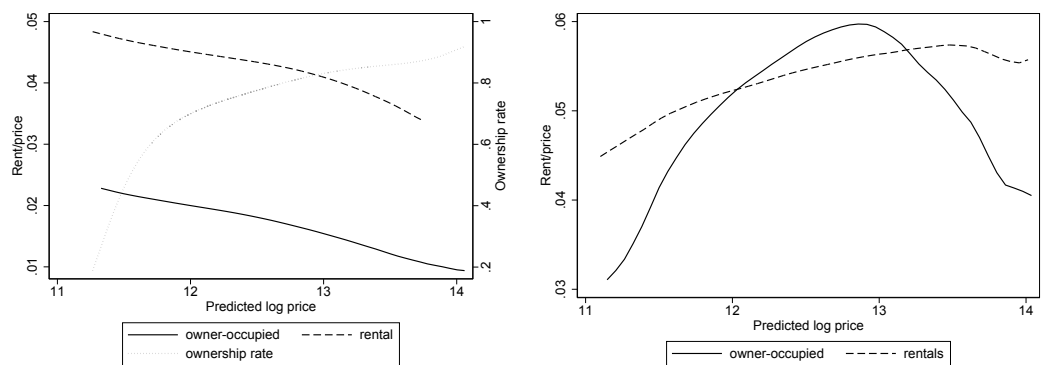 .05
.04
.03
.02
.01
Rent/price
1
.8
.6
.4
.2
Ownership rate
11 12 13 14
Predicted log price
owner-occupied rental
ownership rate
.06
.05
.04
.03
Rent/price
11 12 13 14
Predicted log price
owner-occupied rentals